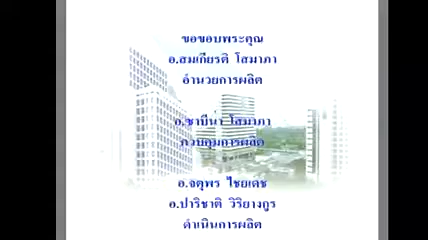 ขอขอบพระคุณ
อ.สมเกียรติ โสมาภา
อำนวยการผลิต
อ.ซาบีน่า โสมาภา
ควบคุมการผลิต
อ.จตุพร ไชยเดช
อ.ปาริชาติ วิริยางกูร
ดำเนินการผลิต